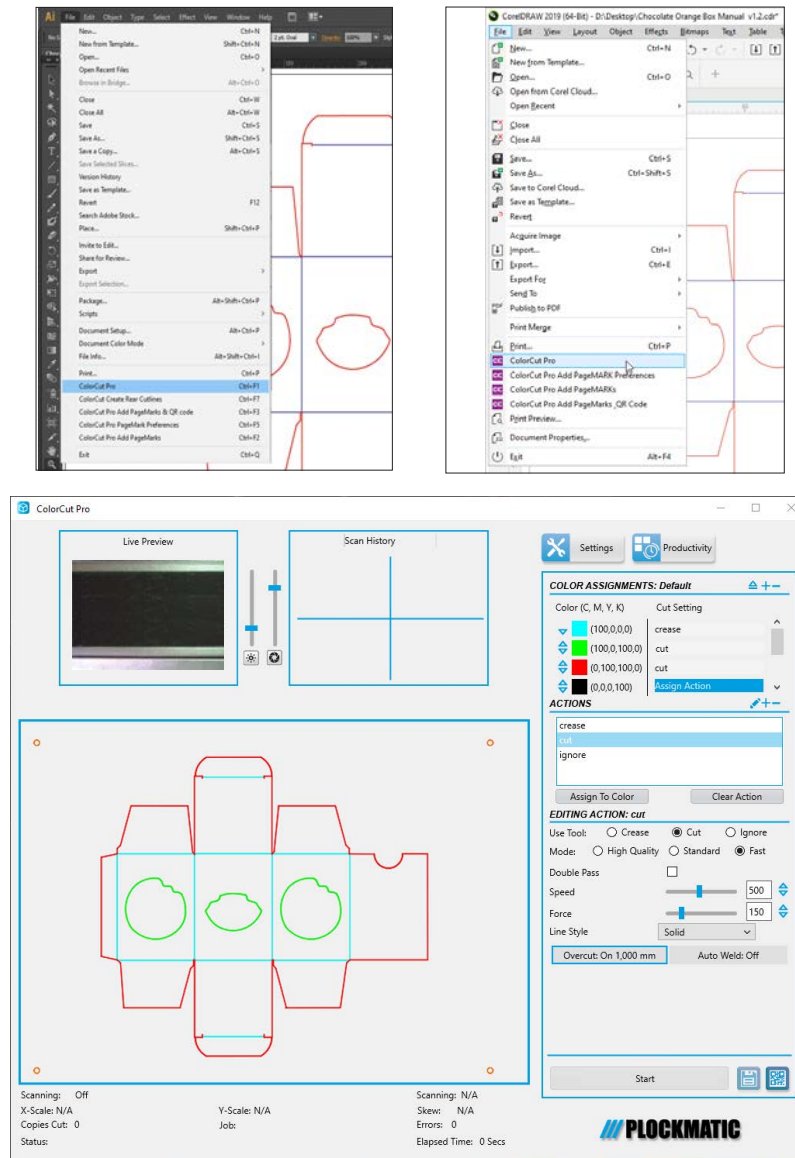 Ai File Edit Object Type Select Effect View Window Help
2 pt. Oval
New... Ctrl+N
New from Template... Shift+Ctrl+N
Open... Ctrl+O
Open Recent Files
Browse in Bridge... Alt+Ctrl+O
Close Ctrl+W
Close All Alt+Ctrl+W
Save Ctrl+S
Save As... Shift+Ctrl+S
Save a Copy... Alt+Ctrl+S
Save Selected Slices...
Version History
Save as Template...
Revert F12
Search Adobe Stock...
Place... Shift+Ctrl+P
Invite to Edit...
Share for Review...
Export
Export Selection...
Package... Alt+Shift+Ctrl+P
Scripts
Document Setup... Alt+Ctrl+P
Document Color Mode
File Info... Alt+Shift+Ctrl+I
Print... Ctrl+P
ColorCut Pro Ctrl+F1
ColorCut Create Rear Cutlines Ctrl+F7
ColorCut Pro Add PageMarks & QR code Ctrl+F3
ColorCut Pro PageMark Preferences Ctrl+F5
ColorCut Pro Add PageMarks Ctrl+F2
Exit Ctrl+Q
CorelDRAW 2019 (64-Bit) - D:\Desktop\Chocolate Orange Box Manual v1.2.cdr*
File Edit View Layout Object Effects Bitmaps Text Table
New... Ctrl+N
New from Template...
Open... Ctrl+O
Open from Corel Cloud...
Open Recent
Close
Close All
Save... Ctrl+S
Save As... Ctrl+Shift+S
Save to Corel Cloud...
Save as Template...
Revert
Acquire Image
Import... Ctrl+I
Export... Ctrl+E
Export For
Send To
Publish to PDF
Print Merge
Print... Ctrl+P
ColorCut Pro
ColorCut Pro Add PageMARK Preferences
ColorCut Pro Add PageMARKs
ColorCut Pro Add PageMarks_QR Code
Print Preview...
Document Properties...
Exit Alt+F4
ColorCut Pro
Live Preview
Scan History
Settings
Productivity
COLOR ASSIGNMENTS: Default
Color (C, M, Y, K) Cut Setting
(100,0,0,0) crease
(100,0,100,0) cut
(0,100,100,0) cut
(0,0,0,100) Assign Action
ACTIONS
crease
cut
ignore
Assign To Color Clear Action
EDITING ACTION: cut
Use Tool: Crease Cut Ignore
Mode: High Quality Standard Fast
Double Pass
Speed 500
Force 150
Line Style Solid
Overcut: On 1,000 mm Auto Weld: Off
Start
Scanning: Off Scanning: N/A
X-Scale: N/A Y-Scale: N/A Skew: N/A
Copies Cut: 0 Job: Errors: 0
Status: Elapsed Time: 0 Secs
PLOCKMATIC